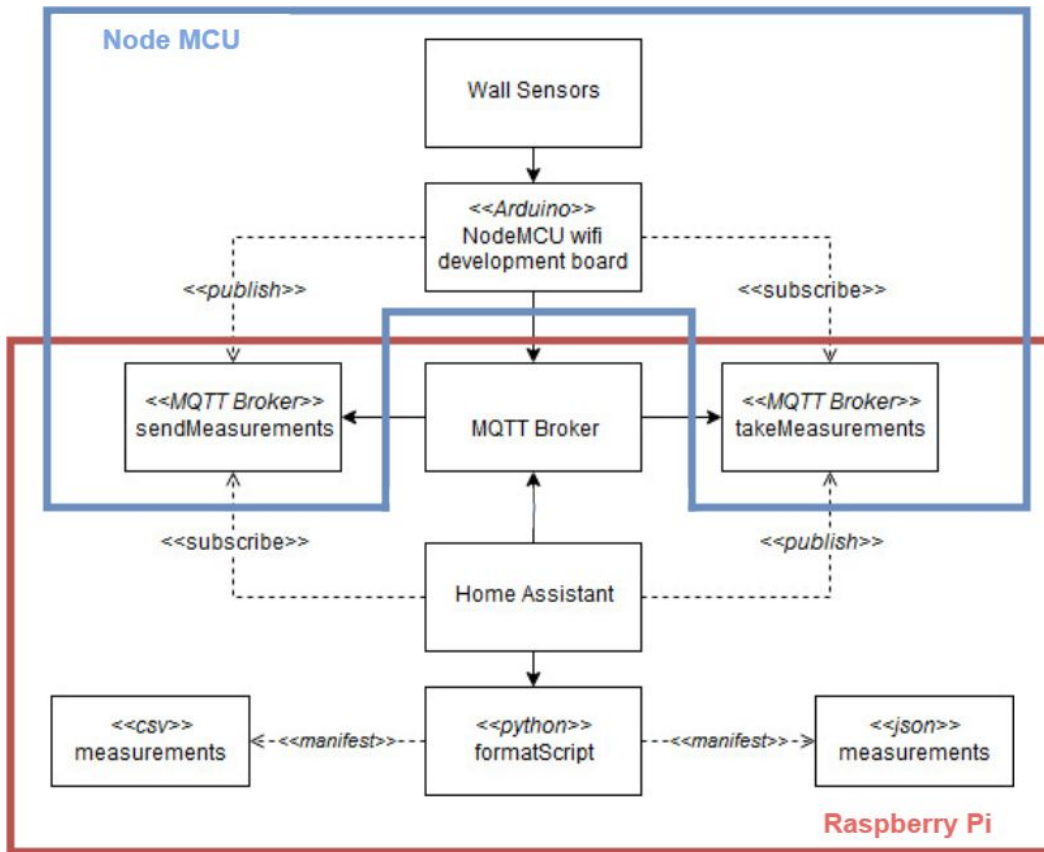 Node MCU
Wall Sensors
<<Arduino>>
NodeMCU wifi
development board
<<publish>>
<<subscribe>>
<<MQTT Broker>>
sendMeasurements
MQTT Broker
<<MQTT Broker>>
takeMeasurements
<<subscribe>>
<<publish>>
Home Assistant
<<csv>>
measurements
<<manifest>>
<<python>>
formatScript
<<manifest>>
<<json>>
measurements
Raspberry Pi